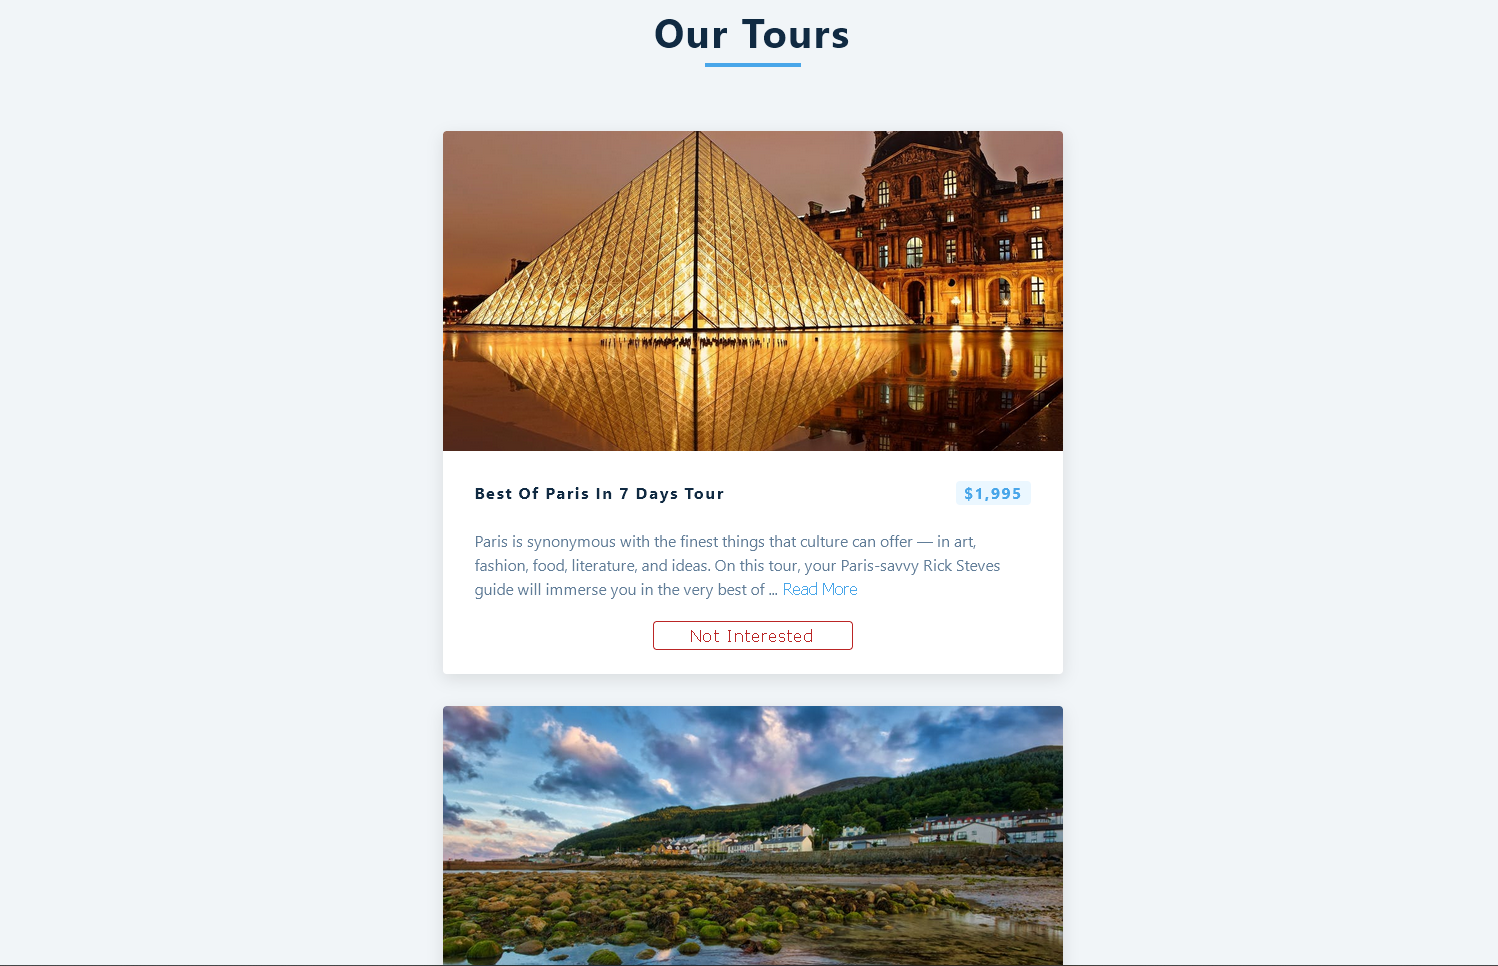 Our Tours
Best Of Paris In 7 Days Tour
$1,995
Paris is synonymous with the finest things that culture can offer — in art,
fashion, food, literature, and ideas. On this tour, your Paris-savvy Rick Steves
guide will immerse you in the very best of ... Read More
Not Interested